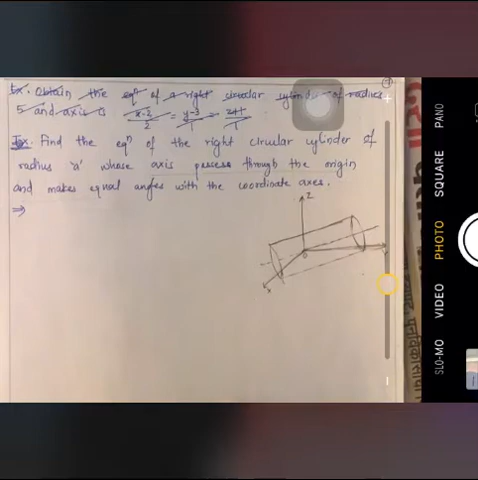 Ex. Obtain the eqⁿ of a right circular cylinder of radius
5 and axis is x-2/2 = y-3/1 = z+1/1
Ex. Find the eqⁿ of the right circular cylinder of
radius 'a' whose axis passess through the origin
and makes equal angles with the coordinate axes.
⇒
z
o
x
PANO
SQUARE
PHOTO
VIDEO
SLO-MO